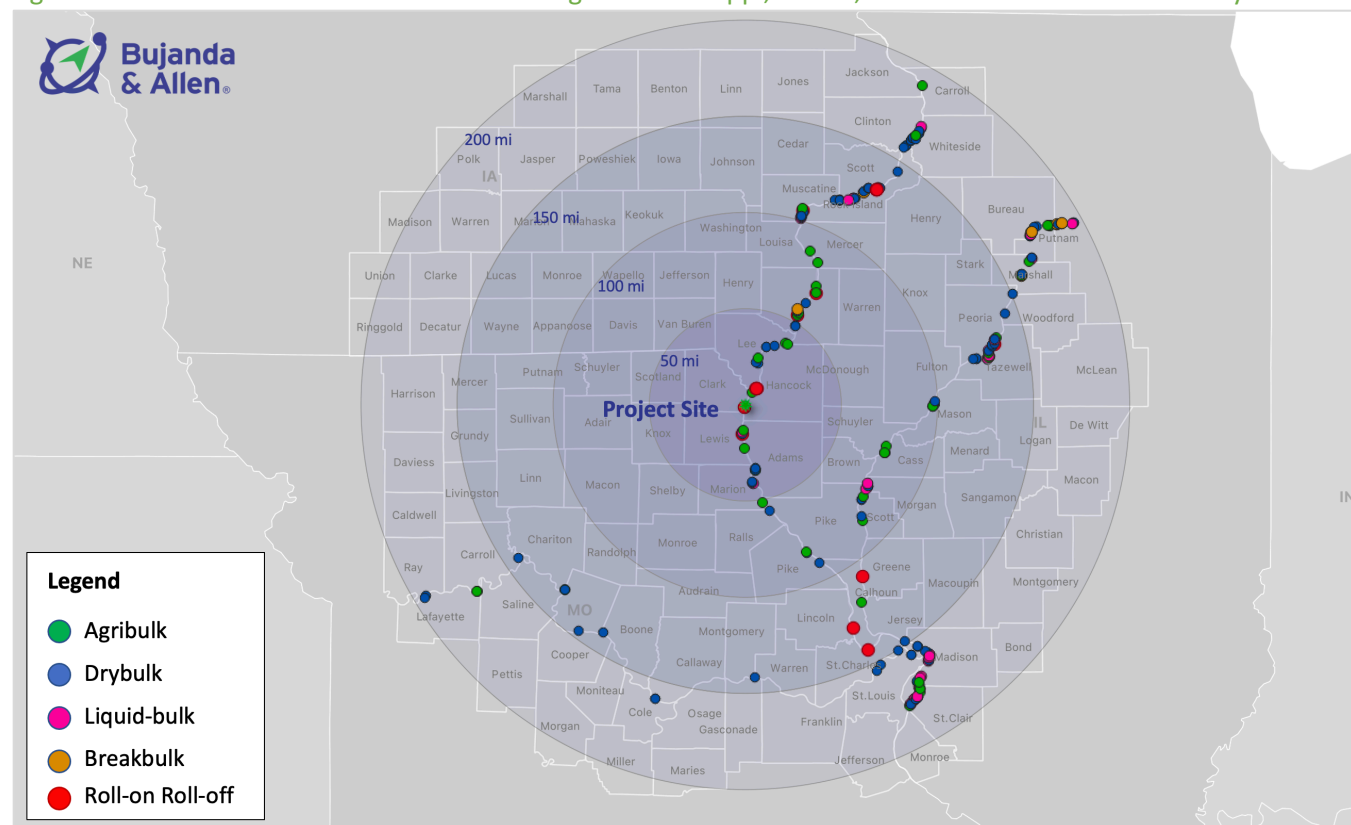 Bujanda
& Allen®
Jackson
Jones
Carroll
Tama
Benton
Linn
Marshall
Clinton
200 mi
Cedar
Whiteside
Polk
Jasper
Poweshiek
Iowa
Johnson
Scott
IA
Muscatine
Rock Island
Bureau
150 mi
Keokuk
Madison
Warren
Mahaska
Henry
Washington
Putnam
Louisa
Mercer
NE
Stark
Union
Clarke
Lucas
Monroe
Wapello
Jefferson
Marshall
Henry
100 mi
Knox
Warren
Peoria
Woodford
Ringgold
Decatur
Wayne
Appanoose
Davis
Van Buren
Lee
50 mi
Fulton
Tazewell
McLean
Putnam
Schuyler
Scotland
McDonough
Mercer
Clark
Hancock
Harrison
Project Site
Mason
Sullivan
Adair
Schuyler
IL
De Witt
Grundy
Knox
Lewis
Logan
Menard
Adams
Brown
Cass
Daviess
Linn
Macon
Macon
Shelby
Marion
Livingston
Sangamon
Morgan
Caldwell
Pike
Scott
Christian
Chariton
Randolph
Monroe
Ralls
Carroll
Ray
Pike
Greene
Macoupin
Montgomery
Calhoun
Audrain
Saline
MO
Lafayette
Lincoln
Jersey
Boone
Montgomery
Cooper
Bond
Madison
Callaway
Warren
St.Charles
Pettis
Moniteau
St.Louis
Cole
Osage
St.Clair
Morgan
Franklin
Gasconade
Miller
Maries
Jefferson
Monroe
Legend
Agribulk
Drybulk
Liquid-bulk
Breakbulk
Roll-on Roll-off